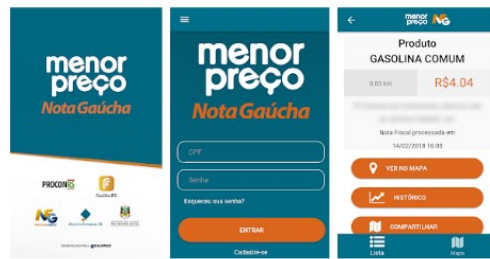 menor
preço
Nota Gaúcha
PROCON RS
NG
menor
preço
Nota Gaúcha
CPF
Senha
Esqueceu sua senha?
ENTRAR
Cadastre-se
menor
preço
NG
Produto
GASOLINA COMUM
R$4.04
Nota Fiscal processada em
14/02/2018 16:05
VER NO MAPA
HISTÓRICO
COMPARTILHAR
Lista
Mapa